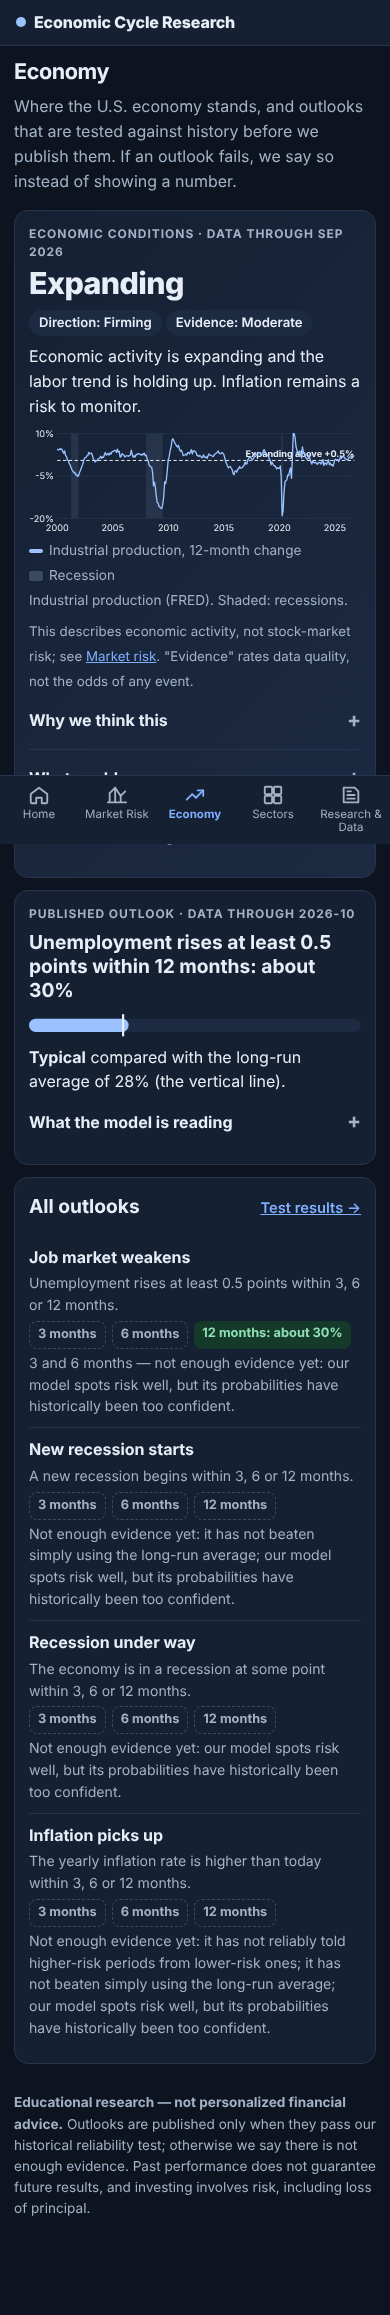 Economic Cycle Research
Economy
Where the U.S. economy stands, and outlooks
that are tested against history before we
publish them. If an outlook fails, we say so
instead of showing a number.
ECONOMIC CONDITIONS · DATA THROUGH SEP
2026
Expanding
Direction: Firming Evidence: Moderate
Economic activity is expanding and the
labor trend is holding up. Inflation remains a
risk to monitor.
10%
Expanding above +0.5%
-5%
-20%
2000 2005 2010 2015 2020 2025
Industrial production, 12-month change
Recession
Industrial production (FRED). Shaded: recessions.
This describes economic activity, not stock-market
risk; see Market risk. "Evidence" rates data quality,
not the odds of any event.
Why we think this +
Home Market Risk Economy Sectors Research &
Data
PUBLISHED OUTLOOK · DATA THROUGH 2026-10
Unemployment rises at least 0.5
points within 12 months: about
30%
Typical compared with the long-run
average of 28% (the vertical line).
What the model is reading +
All outlooks Test results →
Job market weakens
Unemployment rises at least 0.5 points within 3, 6
or 12 months.
3 months 6 months 12 months: about 30%
3 and 6 months — not enough evidence yet: our
model spots risk well, but its probabilities have
historically been too confident.
New recession starts
A new recession begins within 3, 6 or 12 months.
3 months 6 months 12 months
Not enough evidence yet: it has not beaten
simply using the long-run average; our model
spots risk well, but its probabilities have
historically been too confident.
Recession under way
The economy is in a recession at some point
within 3, 6 or 12 months.
3 months 6 months 12 months
Not enough evidence yet: our model spots risk
well, but its probabilities have historically been
too confident.
Inflation picks up
The yearly inflation rate is higher than today
within 3, 6 or 12 months.
3 months 6 months 12 months
Not enough evidence yet: it has not reliably told
higher-risk periods from lower-risk ones; it has
not beaten simply using the long-run average;
our model spots risk well, but its probabilities
have historically been too confident.
Educational research — not personalized financial
advice. Outlooks are published only when they pass our
historical reliability test; otherwise we say there is not
enough evidence. Past performance does not guarantee
future results, and investing involves risk, including loss
of principal.